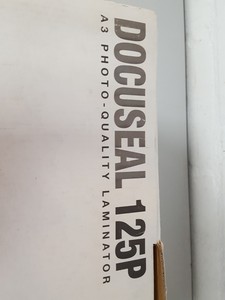 DOCUSEAL 125P
A3 PHOTO-QUALITY LAMINATOR